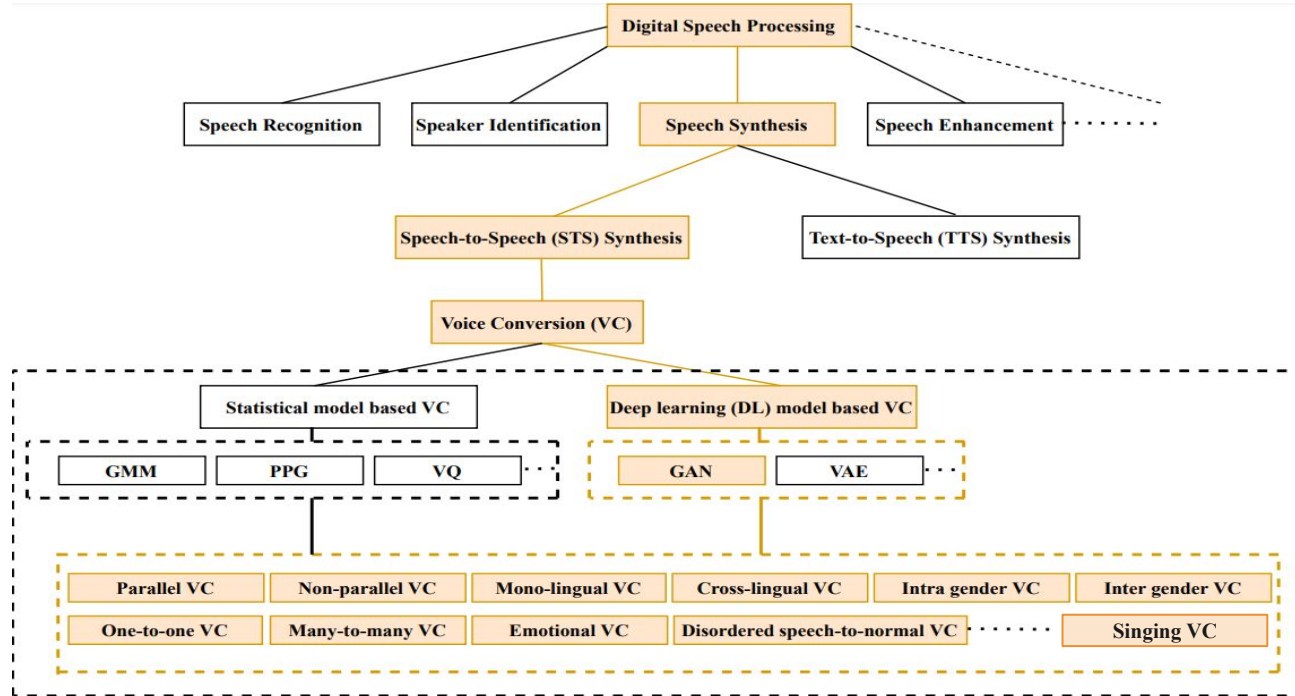 Digital Speech Processing
Speech Recognition
Speaker Identification
Speech Synthesis
Speech Enhancement
Speech-to-Speech (STS) Synthesis
Text-to-Speech (TTS) Synthesis
Voice Conversion (VC)
Statistical model based VC
Deep learning (DL) model based VC
GMM
PPG
VQ
GAN
VAE
Parallel VC
Non-parallel VC
Mono-lingual VC
Cross-lingual VC
Intra gender VC
Inter gender VC
One-to-one VC
Many-to-many VC
Emotional VC
Disordered speech-to-normal VC
Singing VC